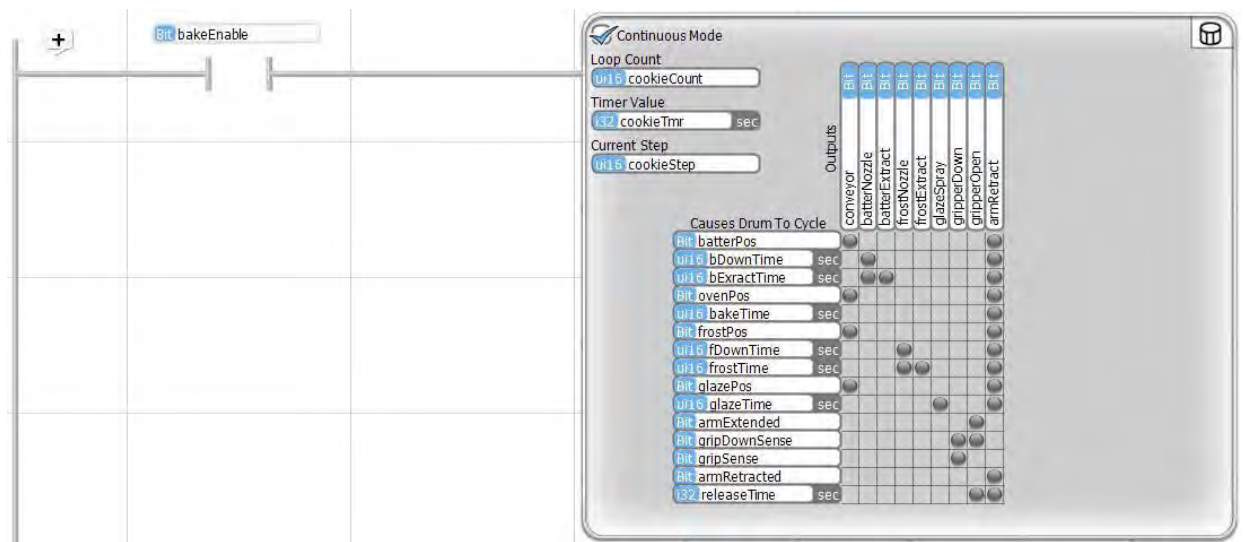 +
Bit bakeEnable
Continuous Mode
Loop Count
ui16 cookieCount
Timer Value
i32 cookieTmr sec
Current Step
ui16 cookieStep
Outputs
Bit conveyor
Bit batterNozzle
Bit batterExtract
Bit frostNozzle
Bit frostExtract
Bit glazeSpray
Bit gripperDown
Bit gripperOpen
Bit armRetract
Causes Drum To Cycle
Bit batterPos
ui16 bDownTime sec
ui16 bExractTime sec
Bit ovenPos
ui16 bakeTime sec
Bit frostPos
ui16 fDownTime sec
ui16 frostTime sec
Bit glazePos
ui16 glazeTime sec
Bit armExtended
Bit gripDownSense
Bit gripSense
Bit armRetracted
i32 releaseTime sec